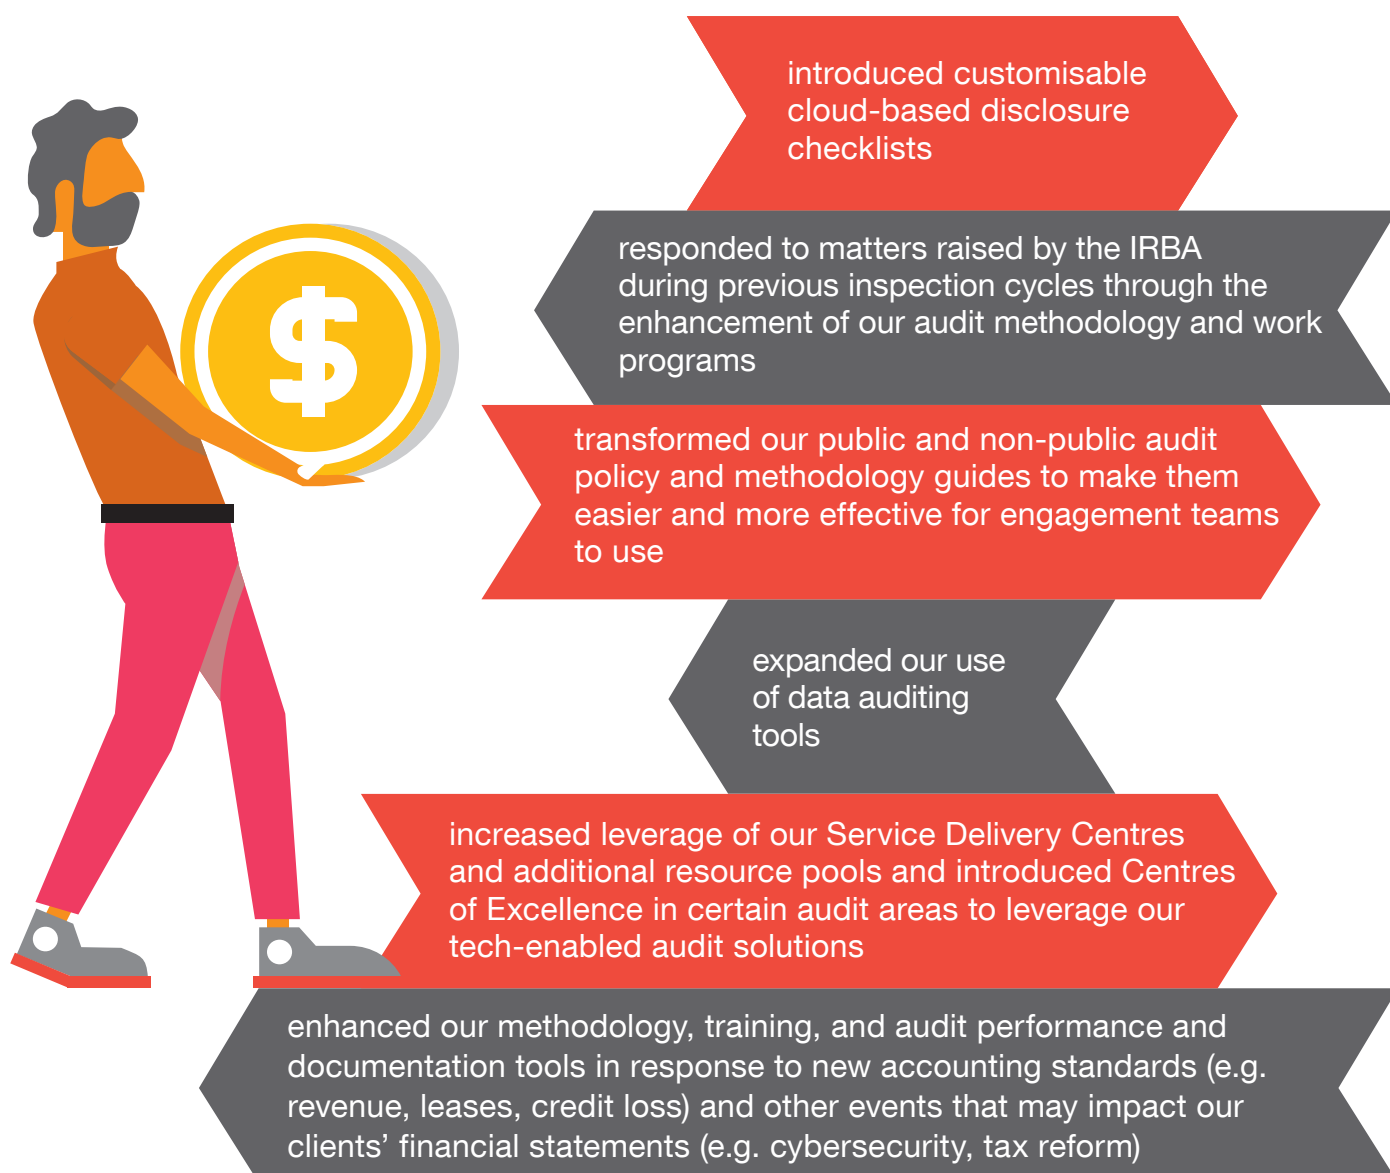 introduced customisable
cloud-based disclosure
checklists
responded to matters raised by the IRBA
during previous inspection cycles through the
enhancement of our audit methodology and work
programs
transformed our public and non-public audit
policy and methodology guides to make them
easier and more effective for engagement teams
to use
expanded our use
of data auditing
tools
increased leverage of our Service Delivery Centres
and additional resource pools and introduced Centres
of Excellence in certain audit areas to leverage our
tech-enabled audit solutions
enhanced our methodology, training, and audit performance and
documentation tools in response to new accounting standards (e.g.
revenue, leases, credit loss) and other events that may impact our
clients’ financial statements (e.g. cybersecurity, tax reform)
$